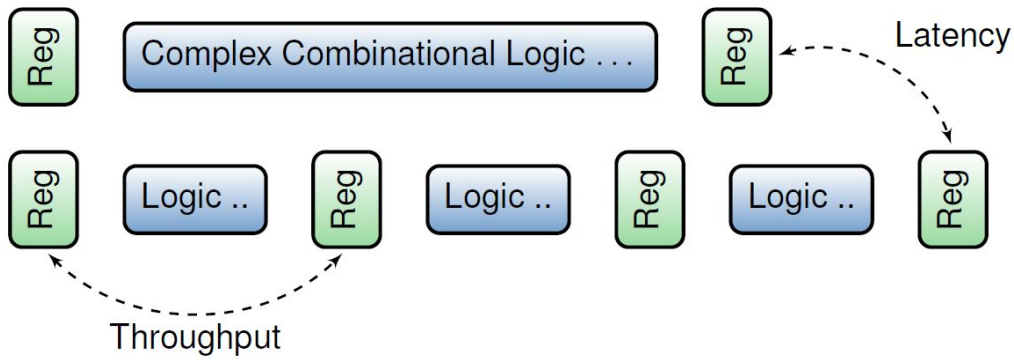 Reg
Complex Combinational Logic . . .
Reg
Latency
Reg
Logic ..
Reg
Logic ..
Reg
Logic ..
Reg
Throughput